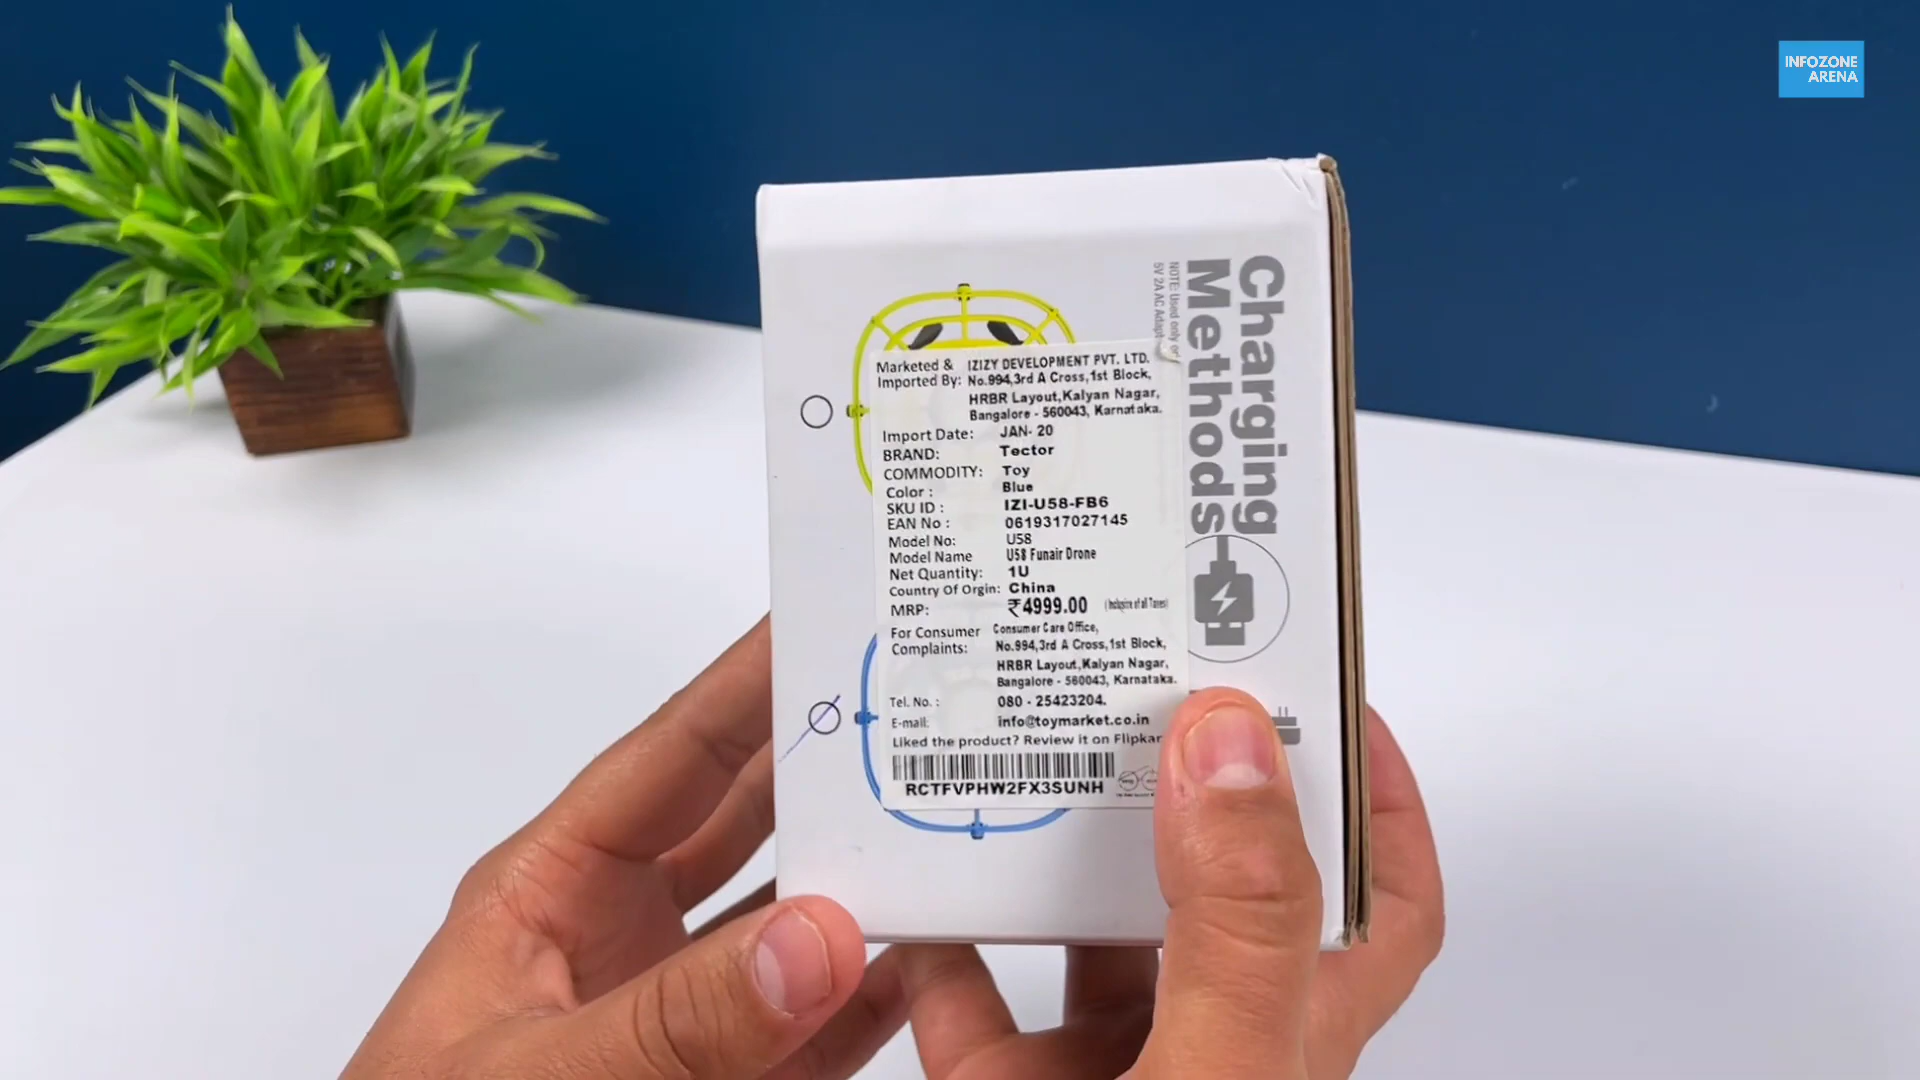 INFOZONE
ARENA
Charging
Methods
NOTE: Used only on
5V 2A AC Adapt
Marketed & IZIZY DEVELOPMENT PVT. LTD.
Imported By: No.994,3rd A Cross,1st Block,
HRBR Layout,Kalyan Nagar,
Bangalore - 560043, Karnataka.
Import Date: JAN- 20
BRAND: Tector
COMMODITY: Toy
Color : Blue
SKU ID : IZI-U58-FB6
EAN No : 0619317027145
Model No: U58
Model Name U58 Funair Drone
Net Quantity: 1U
Country Of Orgin: China
MRP: ₹4999.00 (Inclusive of all Taxes)
For Consumer Consumer Care Office,
Complaints: No.994,3rd A Cross,1st Block,
HRBR Layout,Kalyan Nagar,
Bangalore - 560043, Karnataka.
Tel. No. : 080 - 25423204.
E-mail: info@toymarket.co.in
Liked the product? Review it on Flipkar
RCTFVPHW2FX3SUNH